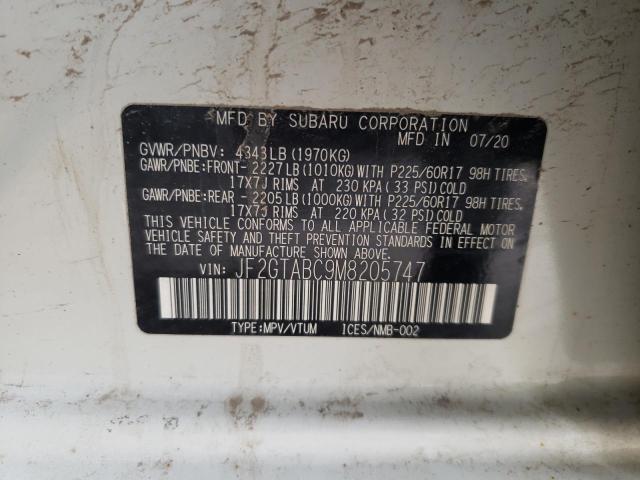 MFD BY SUBARU CORPORATION
MFD IN 07/20
GVWR/PNBV: 4343LB(1970KG)
GAWR/PNBE:FRONT- 2227LB(1010KG)WITH P225/60R17 98H TIRES,
17X7J RIMS AT 230 KPA(33 PSI)COLD
GAWR/PNBE:REAR - 2205LB(1000KG)WITH P225/60R17 98H TIRES,
17X7J RIMS AT 220 KPA(32 PSI)COLD
THIS VEHICLE CONFORMS TO ALL APPLICABLE FEDERAL MOTOR
VEHICLE SAFETY AND THEFT PREVENTION STANDARDS IN EFFECT ON
THE DATE OF MANUFACTURE SHOWN ABOVE.
VIN: JF2GTABC9M8205747
TYPE:MPV/VTUM ICES/NMB-002